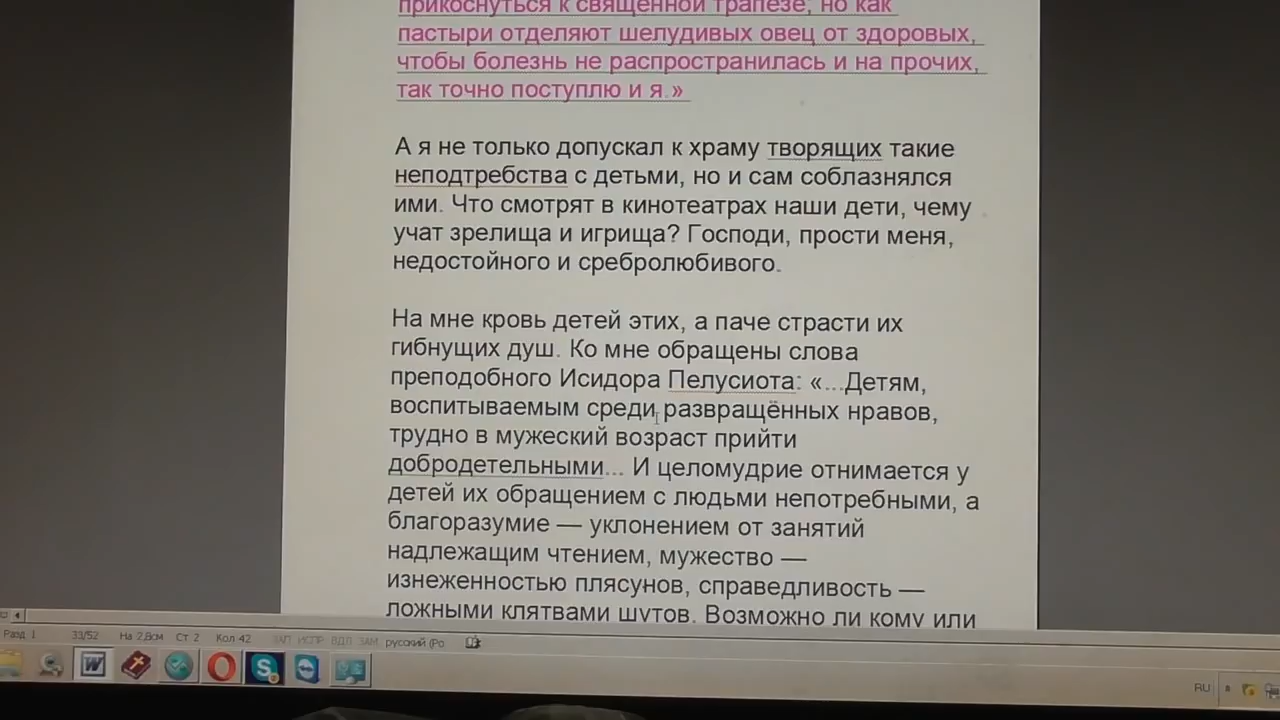 прикоснуться к священной трапезе; но как
пастыри отделяют шелудивых овец от здоровых,
чтобы болезнь не распространилась и на прочих,
так точно поступлю и я.»
А я не только допускал к храму творящих такие
неподтребства с детьми, но и сам соблазнялся
ими. Что смотрят в кинотеатрах наши дети, чему
учат зрелища и игрища? Господи, прости меня,
недостойного и сребролюбивого.
На мне кровь детей этих, а паче страсти их
гибнущих душ. Ко мне обращены слова
преподобного Исидора Пелусиота: «...Детям,
воспитываемым среди развращённых нравов,
трудно в мужеский возраст прийти
добродетельными... И целомудрие отнимается у
детей их обращением с людьми непотребными, а
благоразумие — уклонением от занятий
надлежащим чтением, мужество —
изнеженностью плясунов, справедливость —
ложными клятвами шутов. Возможно ли кому или
Разд 1 33/52 На 2,8см Ст 2 Кол 42 ЗАП ИСПР ВДЛ ЗАМ русский (Ро
RU